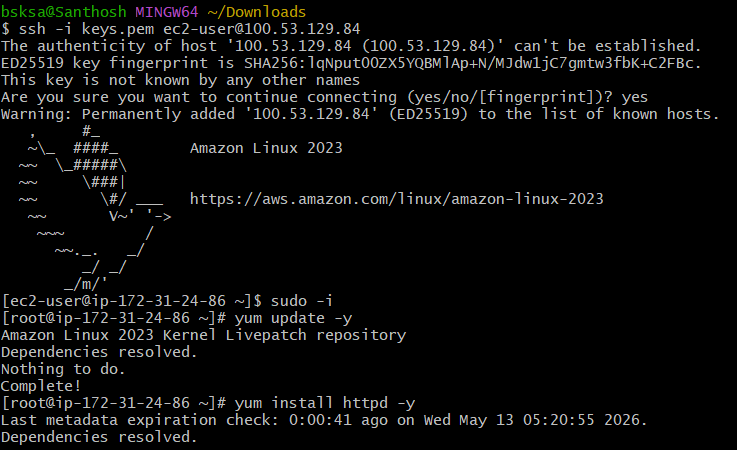 bsksa@Santhosh MINGW64 ~/Downloads
$ ssh -i keys.pem ec2-user@100.53.129.84
The authenticity of host '100.53.129.84 (100.53.129.84)' can't be established.
ED25519 key fingerprint is SHA256:lqNput00ZX5YQBMlAp+N/MJdw1jC7gmtw3fbK+C2FBc.
This key is not known by any other names
Are you sure you want to continue connecting (yes/no/[fingerprint])? yes
Warning: Permanently added '100.53.129.84' (ED25519) to the list of known hosts.
   ,     #_
   ~\_  ####_        Amazon Linux 2023
  ~~  \_#####\
  ~~     \###|
  ~~       \#/ ___   https://aws.amazon.com/linux/amazon-linux-2023
   ~~       V~' '->
    ~~~         /
      ~~._.   _/
         _/ _/
       _/m/'
[ec2-user@ip-172-31-24-86 ~]$ sudo -i
[root@ip-172-31-24-86 ~]# yum update -y
Amazon Linux 2023 Kernel Livepatch repository
Dependencies resolved.
Nothing to do.
Complete!
[root@ip-172-31-24-86 ~]# yum install httpd -y
Last metadata expiration check: 0:00:41 ago on Wed May 13 05:20:55 2026.
Dependencies resolved.